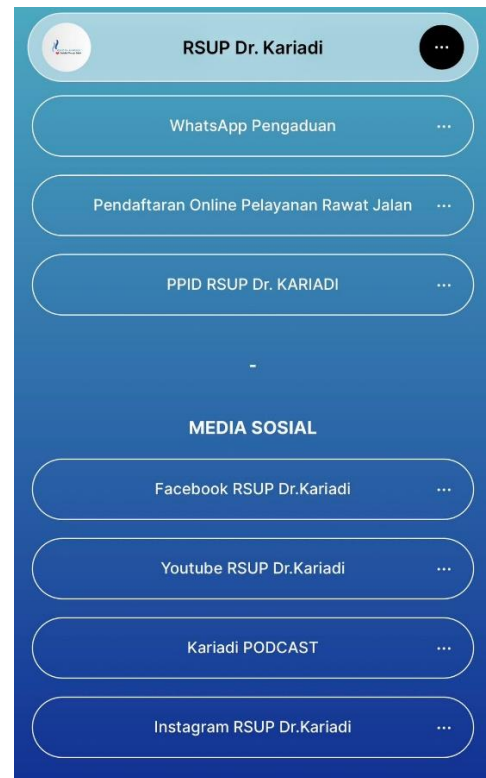 RSUP Dr. Kariadi
WhatsApp Pengaduan
Pendaftaran Online Pelayanan Rawat Jalan
PPID RSUP Dr. KARIADI
-
MEDIA SOSIAL
Facebook RSUP Dr.Kariadi
Youtube RSUP Dr.Kariadi
Kariadi PODCAST
Instagram RSUP Dr.Kariadi